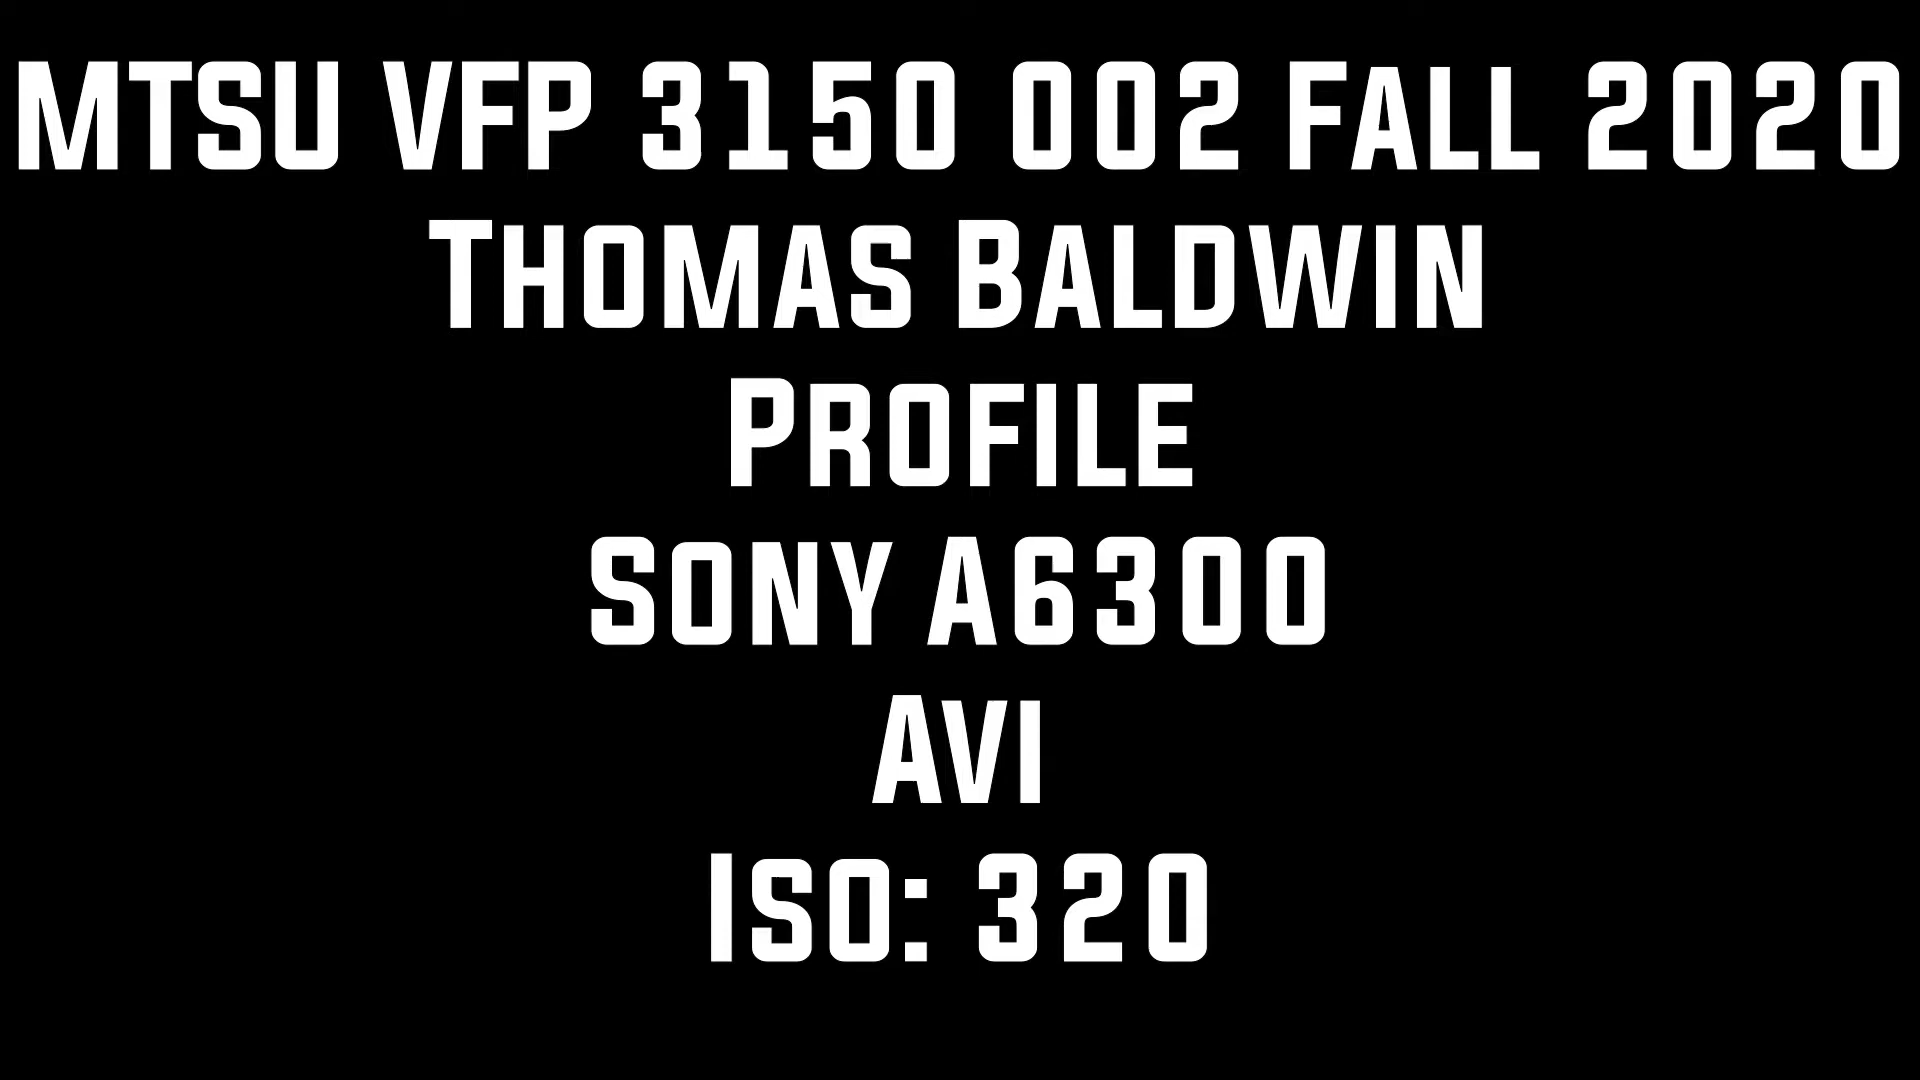 MTSU VFP 3150 002 Fall 2020
Thomas Baldwin
Profile
Sony A6300
Avi
Iso: 320